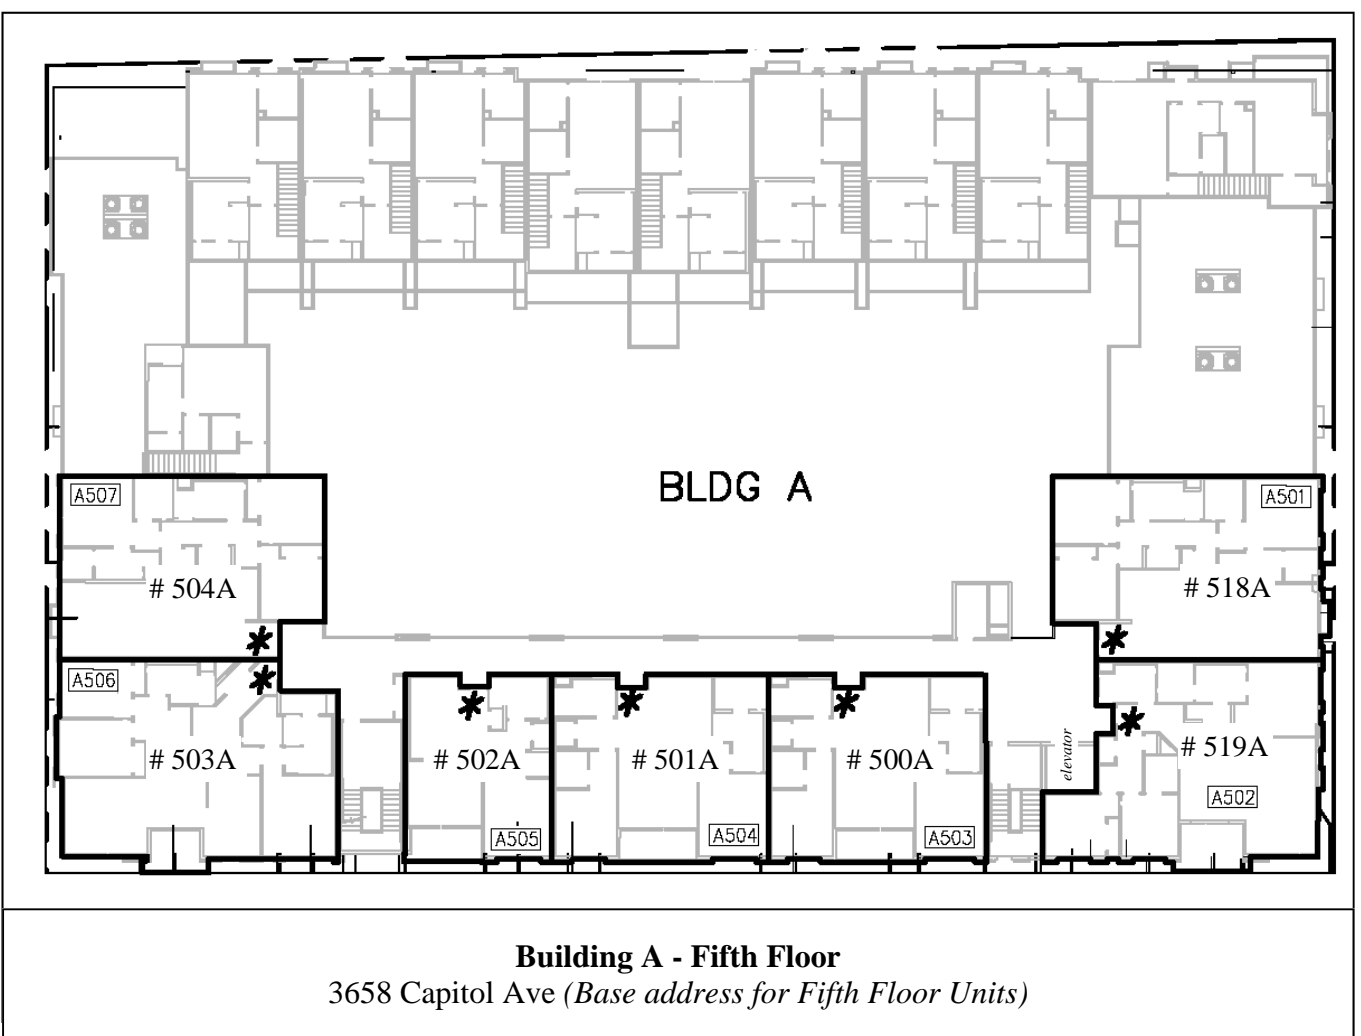 BLDG A
A507
A501
# 504A
# 518A
A506
# 503A
# 502A
# 501A
# 500A
elevator
# 519A
A502
A505
A504
A503
Building A - Fifth Floor
3658 Capitol Ave (Base address for Fifth Floor Units)